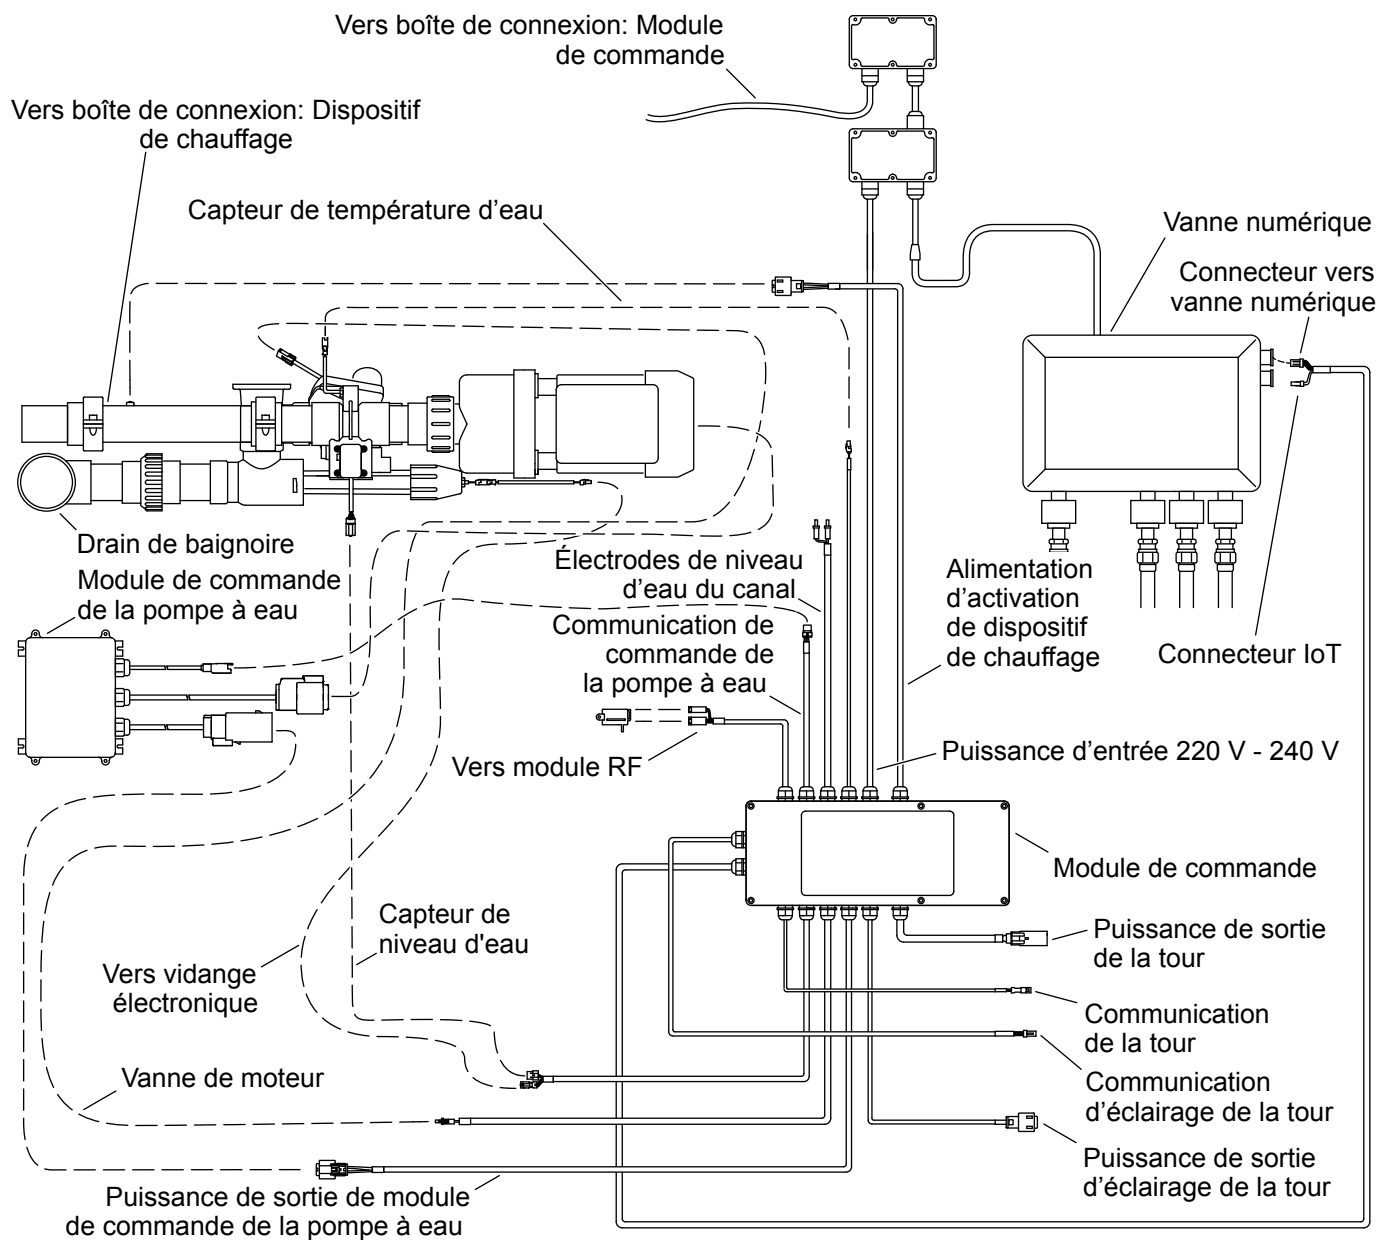 Vers boîte de connexion: Module
de commande
Vers boîte de connexion: Dispositif
de chauffage
Capteur de température d’eau
Vanne numérique
Connecteur vers
vanne numérique
Drain de baignoire
Module de commande
de la pompe à eau
Électrodes de niveau
d’eau du canal
Communication de
commande de
la pompe à eau
Alimentation
d’activation
de dispositif
de chauffage
Connecteur IoT
Vers module RF
Puissance d’entrée 220 V - 240 V
Module de commande
Capteur de
niveau d'eau
Puissance de sortie
de la tour
Vers vidange
électronique
Communication
de la tour
Vanne de moteur
Communication
d’éclairage de la tour
Puissance de sortie
d’éclairage de la tour
Puissance de sortie de module
de commande de la pompe à eau